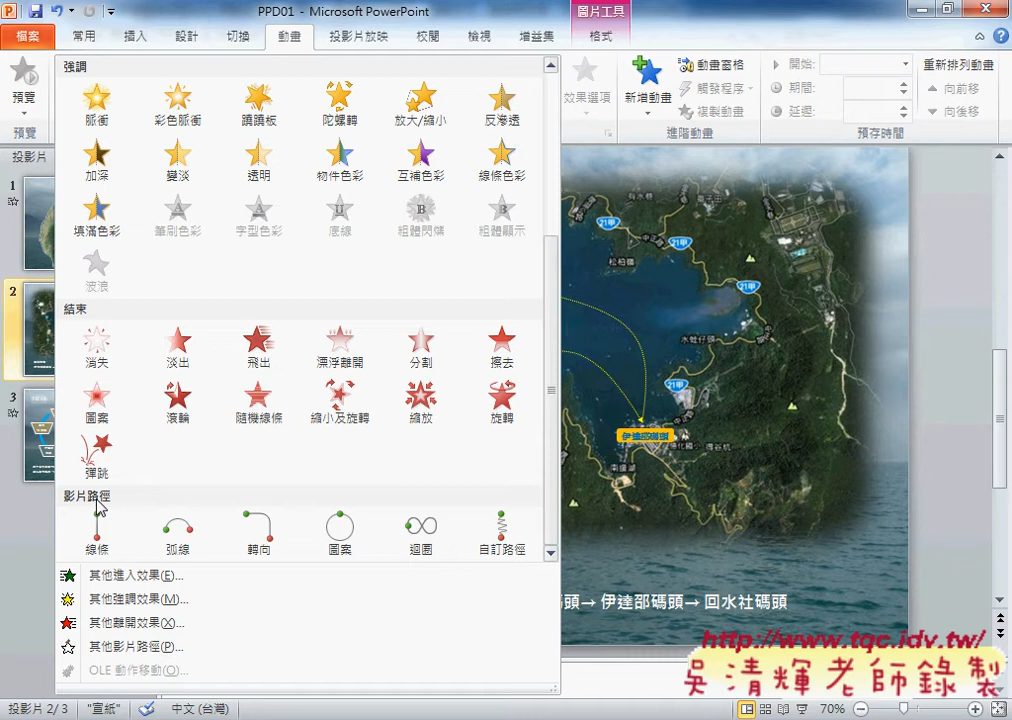 PPD01 - Microsoft PowerPoint
圖片工具
檔案 常用 插入 設計 切換 動畫 投影片放映 校閱 檢視 增益集 格式
預覽
預覽
效果選項
新增動畫
動畫窗格
觸發程序
複製動畫
進階動畫
開始:
期間:
延遲:
預存時間
重新排列動畫
向前移
向後移
投影片
1
2
3
強調
脈衝 彩色脈衝 蹺蹺板 陀螺轉 放大/縮小 反滲透
加深 變淡 透明 物件色彩 互補色彩 線條色彩
填滿色彩 筆刷色彩 字型色彩 底線 粗體閃爍 粗體顯示
波浪
結束
消失 淡出 飛出 漂浮離開 分割 擦去
圖案 滾輪 隨機線條 縮小及旋轉 縮放 旋轉
彈跳
影片路徑
線條 弧線 轉向 圖案 迴圈 自訂路徑
其他進入效果(E)...
其他強調效果(M)...
其他離開效果(X)...
其他影片路徑(P)...
OLE 動作移動(O)...
21甲
21甲
松柏崙
21甲
水蛙仔頭
21甲
伊達邵碼頭
碼頭→ 伊達邵碼頭→ 回水社碼頭
http://www.tqc.idv.tw/
吳清輝老師錄製
投影片 2/3 "宣紙" 中文 (台灣) 70%